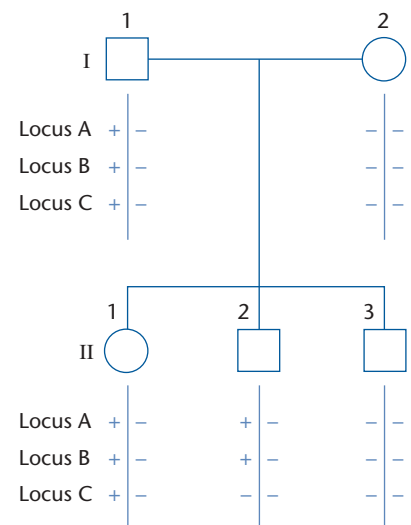 1 2
I
Locus A + – – –
Locus B + – – –
Locus C + – – –
1 2 3
II
Locus A + – + – – –
Locus B + – + – – –
Locus C + – – – – –